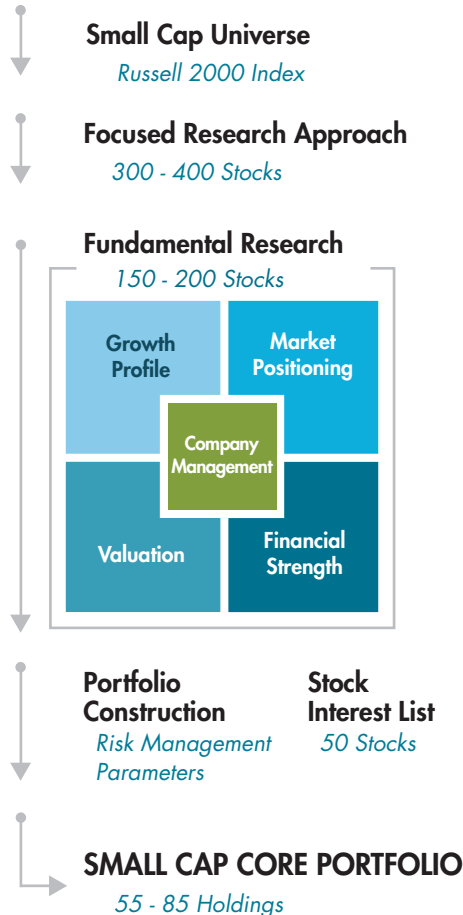 Small Cap Universe
Russell 2000 Index
Focused Research Approach
300 - 400 Stocks
Fundamental Research
150 - 200 Stocks
Growth
Profile
Market
Positioning
Company
Management
Valuation
Financial
Strength
Portfolio
Construction
Risk Management
Parameters
Stock
Interest List
50 Stocks
SMALL CAP CORE PORTFOLIO
55 - 85 Holdings